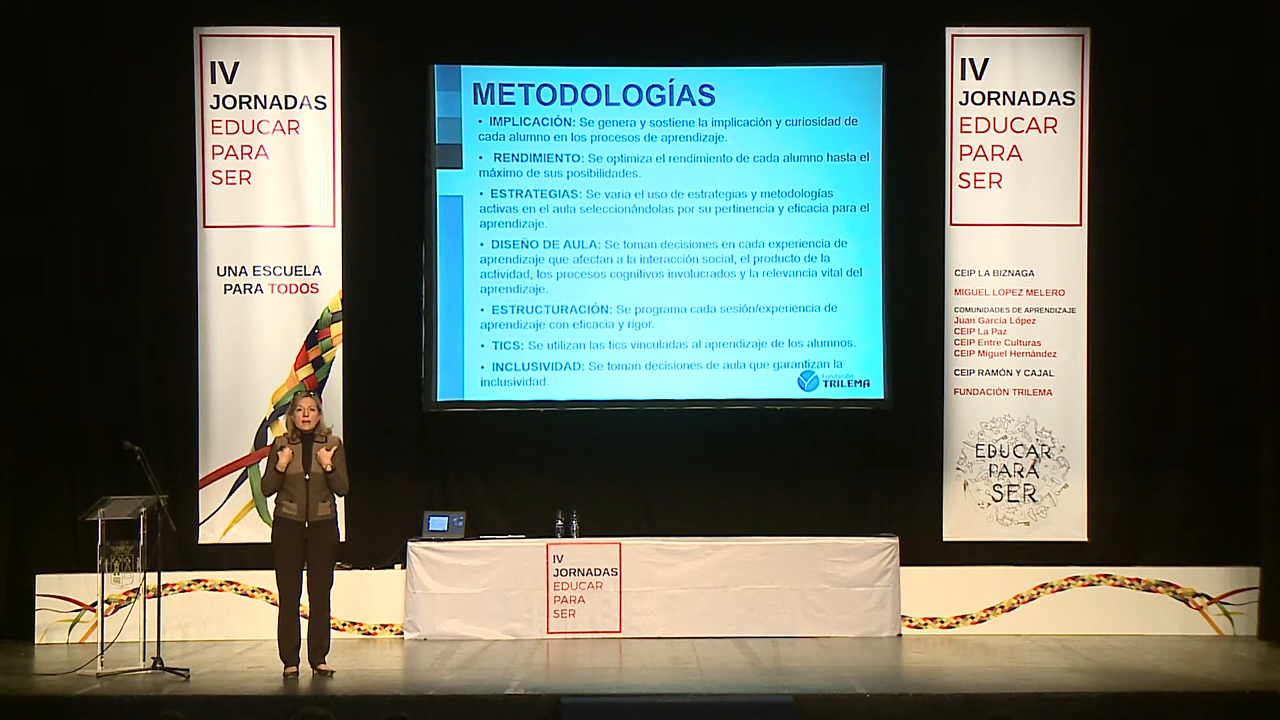 IV
JORNADAS
EDUCAR
PARA
SER
UNA ESCUELA
PARA TODOS
METODOLOGÍAS
• IMPLICACIÓN: Se genera y sostiene la implicación y curiosidad de
cada alumno en los procesos de aprendizaje.
• RENDIMIENTO: Se optimiza el rendimiento de cada alumno hasta el
máximo de sus posibilidades.
• ESTRATEGIAS: Se varia el uso de estrategias y metodologías
activas en el aula seleccionándolas por su pertinencia y eficacia para el
aprendizaje.
• DISEÑO DE AULA: Se toman decisiones en cada experiencia de
aprendizaje que afectan a la interacción social, el producto de la
actividad, los procesos cognitivos involucrados y la relevancia vital del
aprendizaje.
• ESTRUCTURACIÓN: Se programa cada sesión/experiencia de
aprendizaje con eficacia y rigor.
• TICS: Se utilizan las tics vinculadas al aprendizaje de los alumnos.
• INCLUSIVIDAD: Se toman decisiones de aula que garantizan la
inclusividad.
Fundación
TRILEMA
IV
JORNADAS
EDUCAR
PARA
SER
CEIP LA BIZNAGA
MIGUEL LÓPEZ MELERO
COMUNIDADES DE APRENDIZAJE
Juan García López
CEIP La Paz
CEIP Entre Culturas
CEIP Miguel Hernández
CEIP RAMÓN Y CAJAL
FUNDACIÓN TRILEMA
EDUCAR
PARA
SER
IV
JORNADAS
EDUCAR
PARA
SER